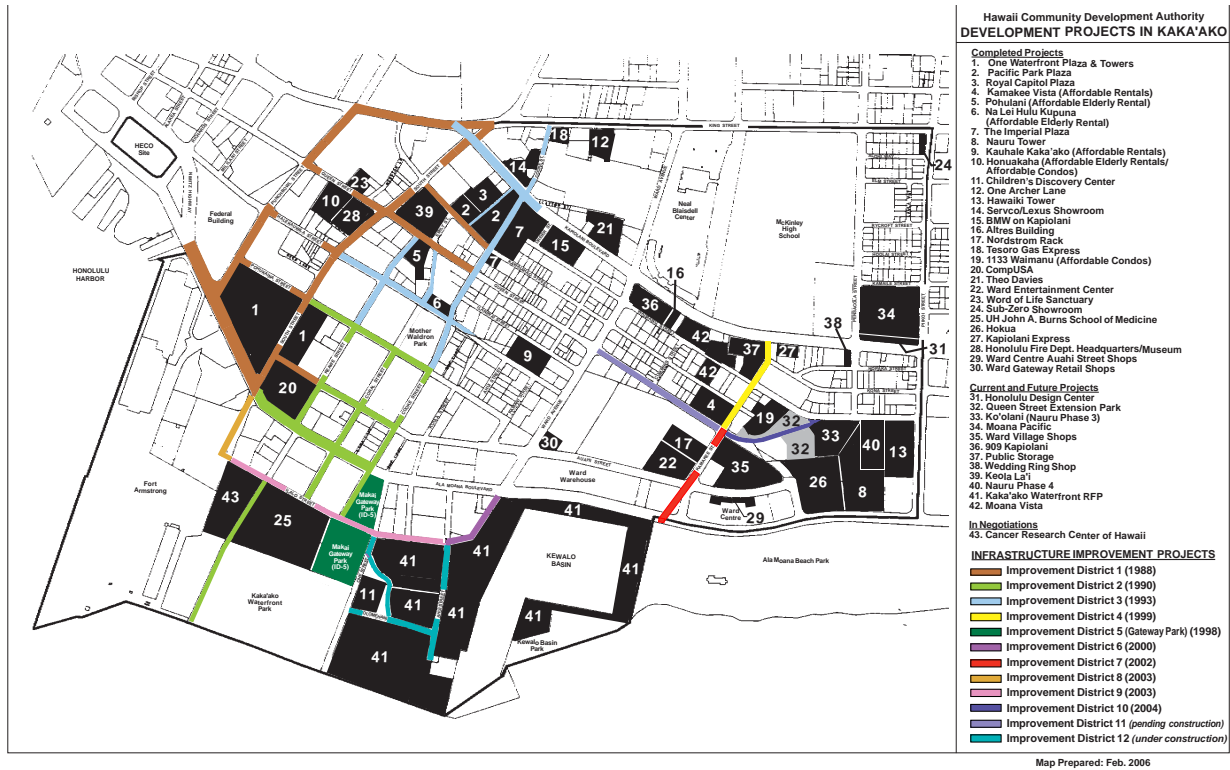 Hawaii Community Development Authority
DEVELOPMENT PROJECTS IN KAKA'AKO
Completed Projects
1. One Waterfront Plaza & Towers
2. Pacific Park Plaza
3. Royal Capitol Plaza
4. Kamakee Vista (Affordable Rentals)
5. Pohulani (Affordable Elderly Rental)
6. Na Lei Hulu Kupuna
(Affordable Elderly Rental)
7. The Imperial Plaza
8. Nauru Tower
9. Kauhale Kaka'ako (Affordable Rentals)
10. Honuakaha (Affordable Elderly Rentals/
Affordable Condos)
11. Children's Discovery Center
12. One Archer Lane
13. Hawaiki Tower
14. Servco/Lexus Showroom
15. BMW on Kapiolani
16. Altres Building
17. Nordstrom Rack
18. Tesoro Gas Express
19. 1133 Waimanu (Affordable Condos)
20. CompUSA
21. Theo Davies
22. Ward Entertainment Center
23. Word of Life Sanctuary
24. Sub-Zero Showroom
25. UH John A. Burns School of Medicine
26. Hokua
27. Kapiolani Express
28. Honolulu Fire Dept. Headquarters/Museum
29. Ward Centre Auahi Street Shops
30. Ward Gateway Retail Shops
Current and Future Projects
31. Honolulu Design Center
32. Queen Street Extension Park
33. Ko'olani (Nauru Phase 3)
34. Moana Pacific
35. Ward Village Shops
36. 909 Kapiolani
37. Public Storage
38. Wedding Ring Shop
39. Keola La'i
40. Nauru Phase 4
41. Kaka'ako Waterfront RFP
42. Moana Vista
In Negotiations
43. Cancer Research Center of Hawaii
INFRASTRUCTURE IMPROVEMENT PROJECTS
Improvement District 1 (1988)
Improvement District 2 (1990)
Improvement District 3 (1993)
Improvement District 4 (1999)
Improvement District 5 (Gateway Park) (1998)
Improvement District 6 (2000)
Improvement District 7 (2002)
Improvement District 8 (2003)
Improvement District 9 (2003)
Improvement District 10 (2004)
Improvement District 11 (pending construction)
Improvement District 12 (under construction)
Map Prepared: Feb. 2006
KING STREET
HECO
Site
18
12
14
24
23
10
28
39
3
2
2
7
15
21
Federal
Building
Neal
Blaisdell
Center
McKinley
High
School
KAPIOLANI BOULEVARD
HONOLULU
HARBOR
5
6
1
1
20
Mother
Waldron
Park
9
16
36
42
42
37
27
38
34
31
4
19
32
32
33
40
13
30
17
22
35
26
8
AUAHI STREET
Ward
Warehouse
ALA MOANA BOULEVARD
Ward
Centre
29
Fort
Armstrong
43
25
Makai
Gateway
Park
(ID-5)
Makai
Gateway
Park
(ID-5)
41
41
41
41
41
41
41
41
11
KEWALO
BASIN
Kewalo Basin
Park
Ala Moana Beach Park
Kaka'ako
Waterfront
Park